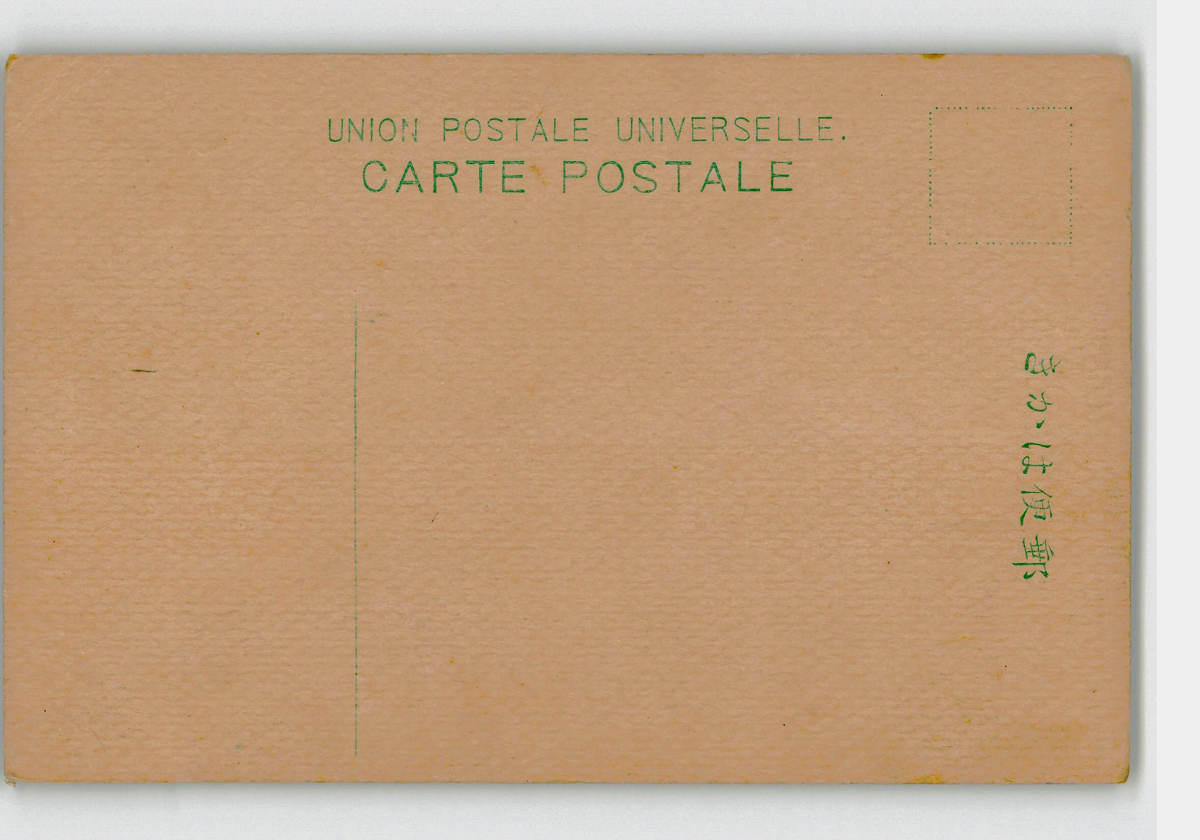 UNION POSTALE UNIVERSELLE.
CARTE POSTALE
郵便はかき